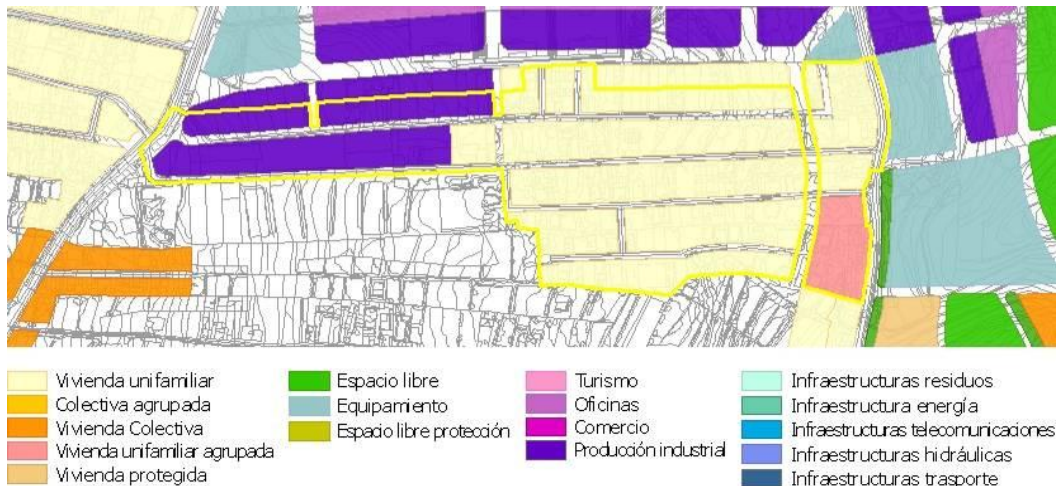 Vivienda unifamiliar
Colectiva agrupada
Vivienda Colectiva
Vivienda unifamiliar agrupada
Vivienda protegida
Espacio libre
Equipamiento
Espacio libre protección
Turismo
Oficinas
Comercio
Producción industrial
Infraestructuras residuos
Infraestructura energía
Infraestructuras telecomuniicaciones
Infraestructuras hidráulicas
Infraestructuras trasporte